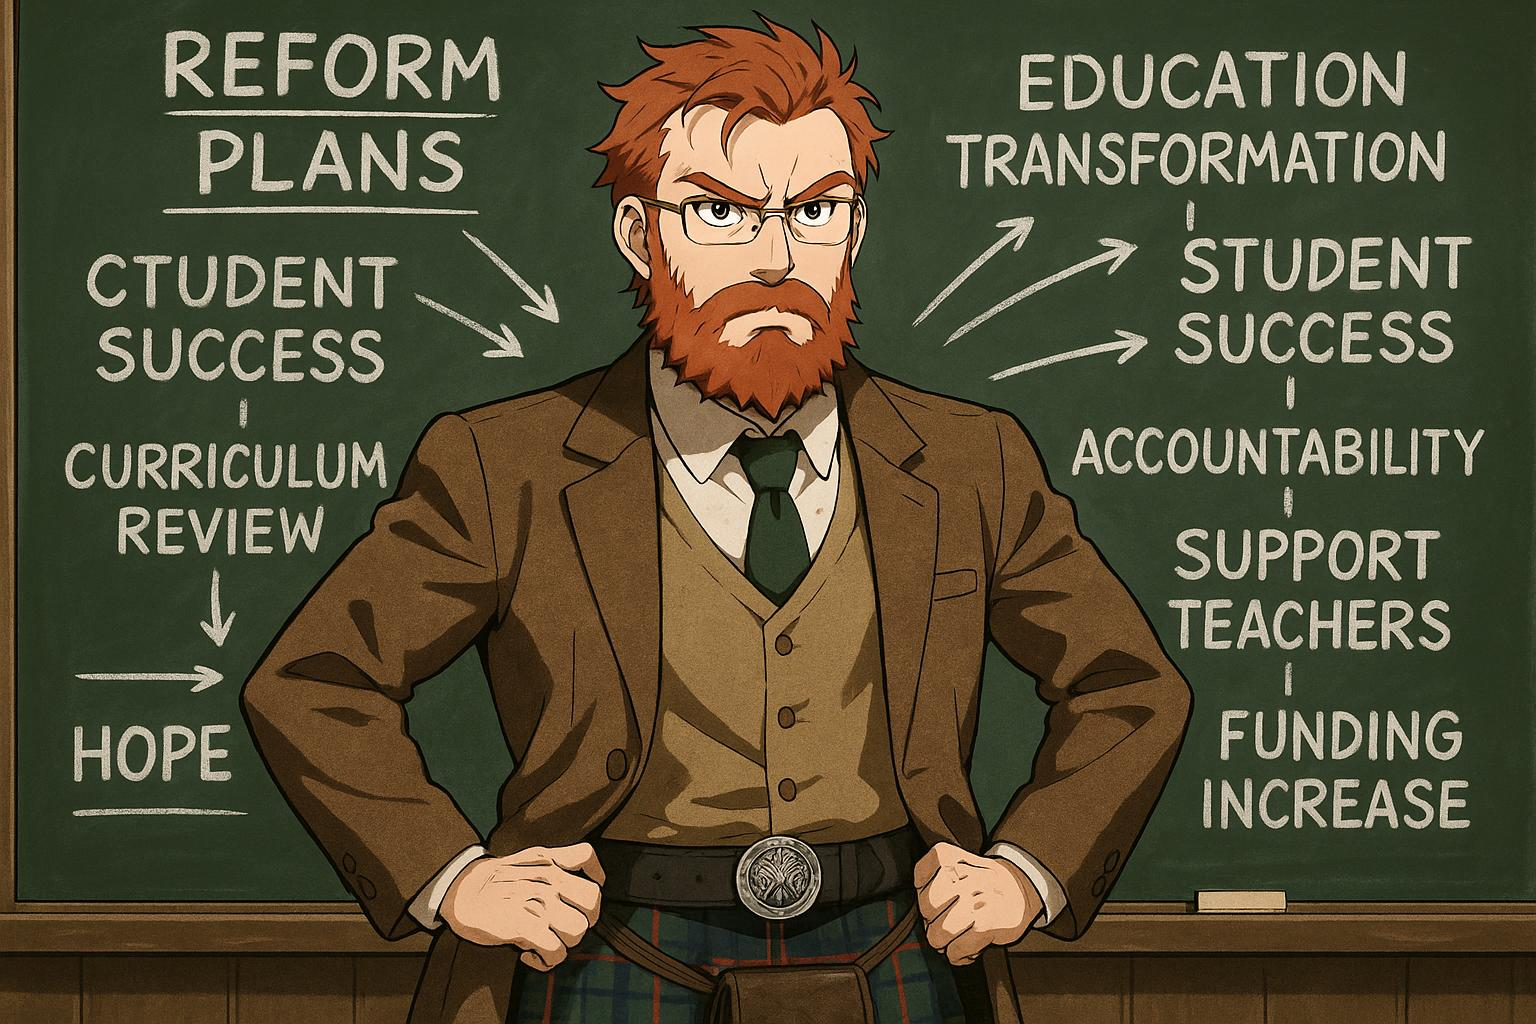 REFORM
PLANS
CTUDENT
SUCCESS
CURRICULUM
REVIEW
HOPE
EDUCATION
TRANSFORMATION
STUDENT
SUCCESS
ACCOUNTABILITY
SUPPORT
TEACHERS
FUNDING
INCREASE